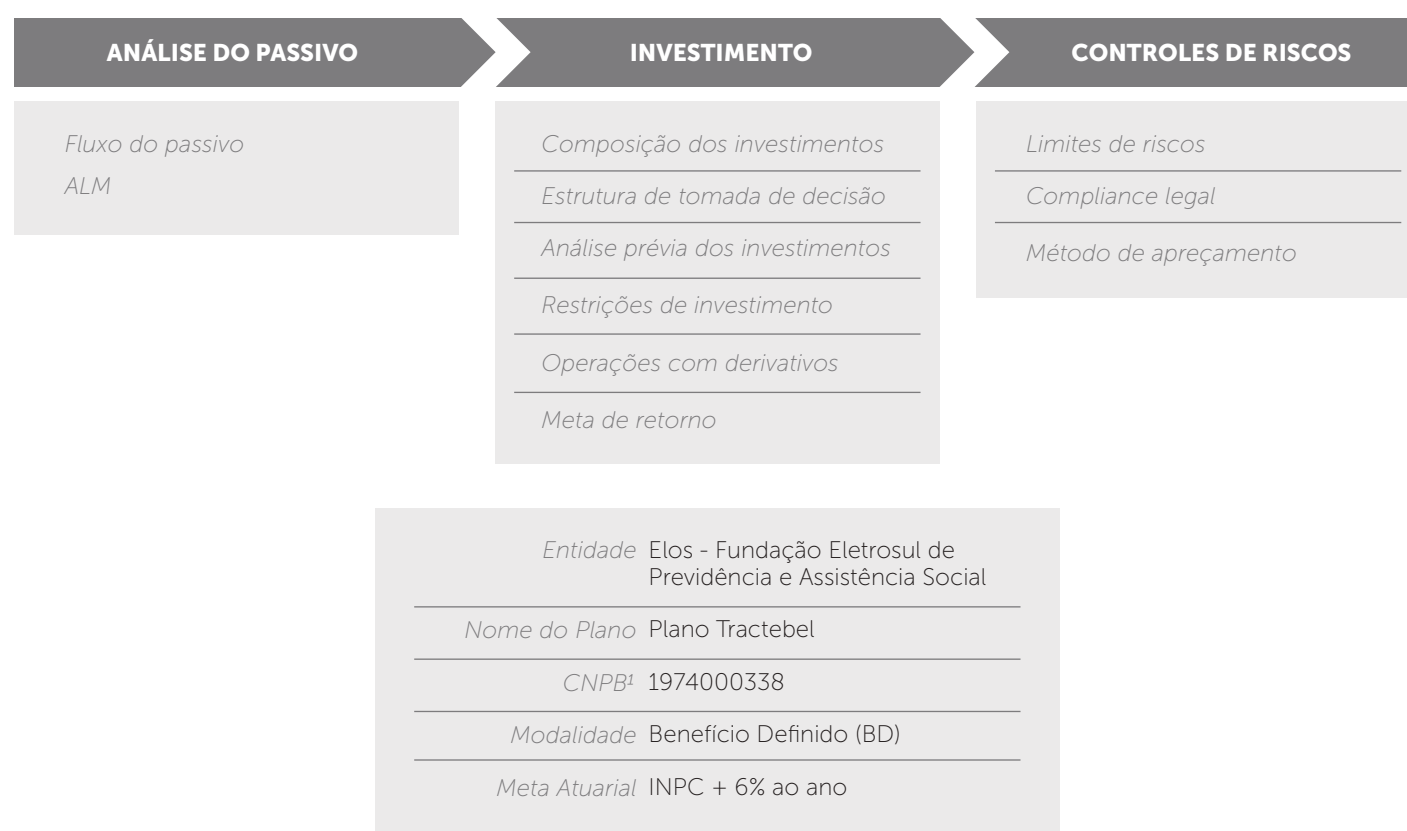 ANÁLISE DO PASSIVO
Fluxo do passivo
ALM
INVESTIMENTO
Composição dos investimentos
Estrutura de tomada de decisão
Análise prévia dos investimentos
Restrições de investimento
Operações com derivativos
Meta de retorno
CONTROLES DE RISCOS
Limites de riscos
Compliance legal
Método de apreçamento
Entidade Elos - Fundação Eletrosul de
Previdência e Assistência Social
Nome do Plano Plano Tractebel
CNPB¹ 1974000338
Modalidade Benefício Definido (BD)
Meta Atuarial INPC + 6% ao ano